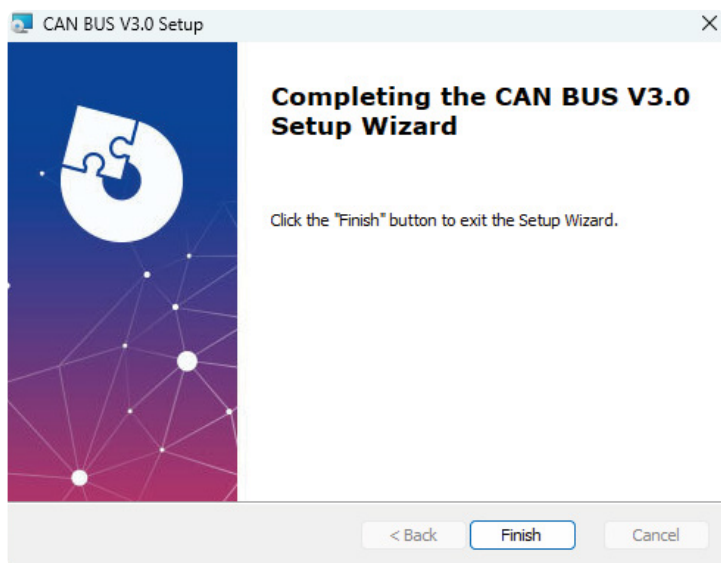 CAN BUS V3.0 Setup
Completing the CAN BUS V3.0
Setup Wizard
Click the "Finish" button to exit the Setup Wizard.
< Back
Finish
Cancel